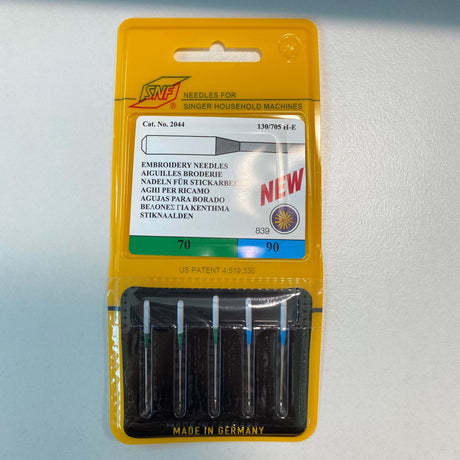 SNF
®
NEEDLES FOR
SINGER HOUSEHOLD MACHINES
Cat. No. 2044 130/705 H-E
EMBROIDERY NEEDLES
AIGUILLES BRODERIE
NADELN FÜR STICKARBEI
AGHI PER RICAMO
AGUJAS PARA BORADO
ΒΕΛΟΝΕΣ ΓΙΑ ΚΕΝΤΗΜΑ
STIKNAALDEN
NEW
839
70 90
US PATENT 4,519,330
MADE IN GERMANY